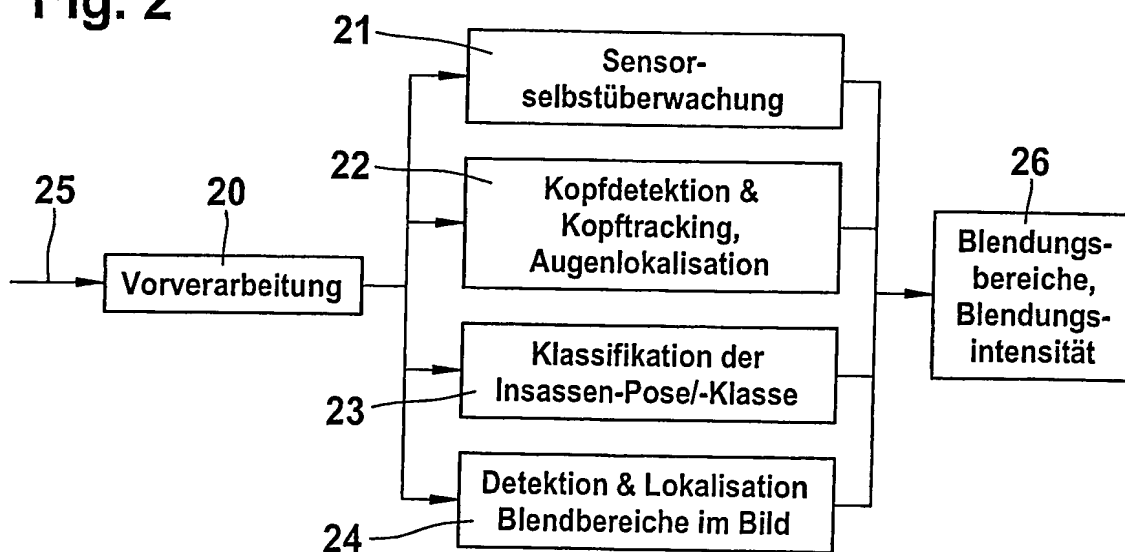 Fig. 2
21
Sensor-
selbstüberwachung
22
Kopfdetektion &
Kopftracking,
Augenlokalisation
25
20
Vorverarbeitung
26
Blendungs-
bereiche,
Blendungs-
intensität
Klassifikation der
Insassen-Pose/-Klasse
23
Detektion & Lokalisation
Blendbereiche im Bild
24